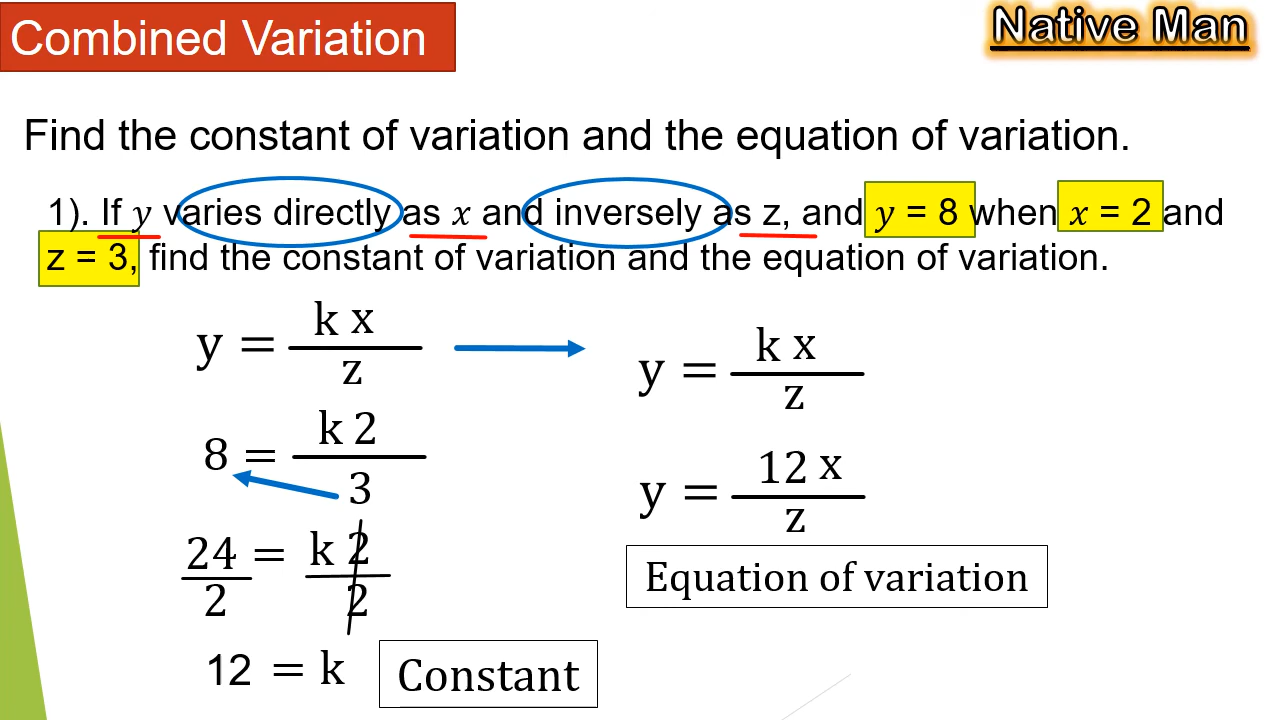 Combined Variation
Native Man
Find the constant of variation and the equation of variation.
1). If y varies directly as x and inversely as z, and y = 8 when x = 2 and
z = 3, find the constant of variation and the equation of variation.
y = k x / z
y = k x / z
8 = k 2 / 3
y = 12 x / z
24 / 2 = k 2 / 2
Equation of variation
12 = k
Constant